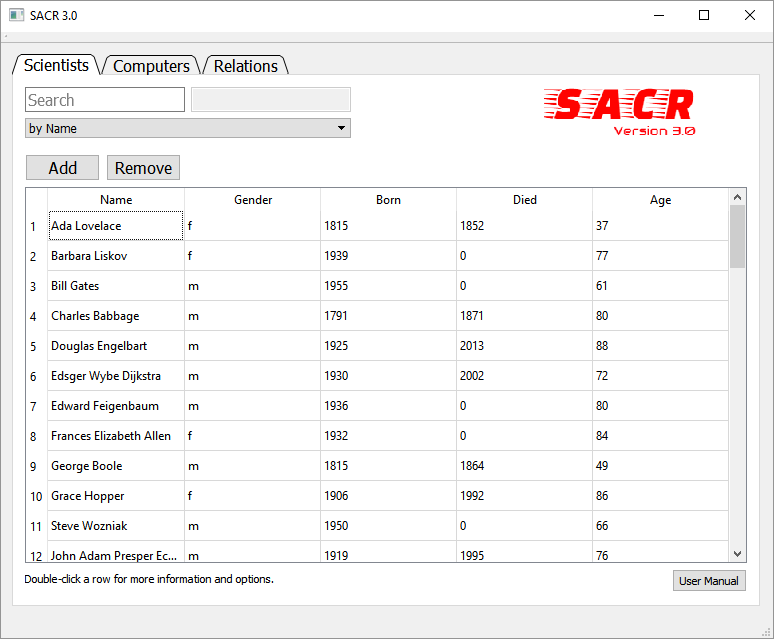 SACR 3.0
Scientists Computers Relations
Search
by Name
SACR
Version 3.0
Add Remove
Name Gender Born Died Age
1 Ada Lovelace f 1815 1852 37
2 Barbara Liskov f 1939 0 77
3 Bill Gates m 1955 0 61
4 Charles Babbage m 1791 1871 80
5 Douglas Engelbart m 1925 2013 88
6 Edsger Wybe Dijkstra m 1930 2002 72
7 Edward Feigenbaum m 1936 0 80
8 Frances Elizabeth Allen f 1932 0 84
9 George Boole m 1815 1864 49
10 Grace Hopper f 1906 1992 86
11 Steve Wozniak m 1950 0 66
12 John Adam Presper Ec... m 1919 1995 76
Double-click a row for more information and options.
User Manual